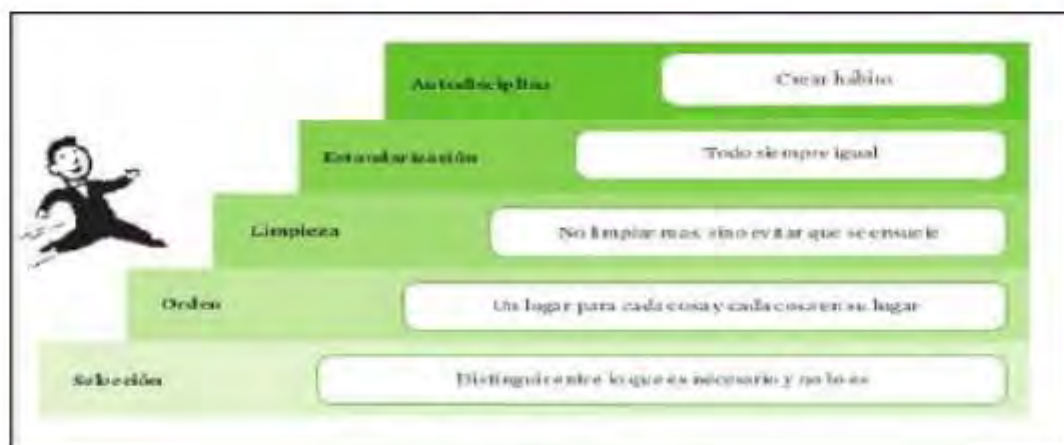 Autodisciplina
Crear hábito
Estandarización
Todo siempre igual
Limpieza
No limpiar mas, sino evitar que se ensucie
Orden
Un lugar para cada cosa y cada cosa en su lugar
Selección
Distinguir entre lo que es necesario y no lo es